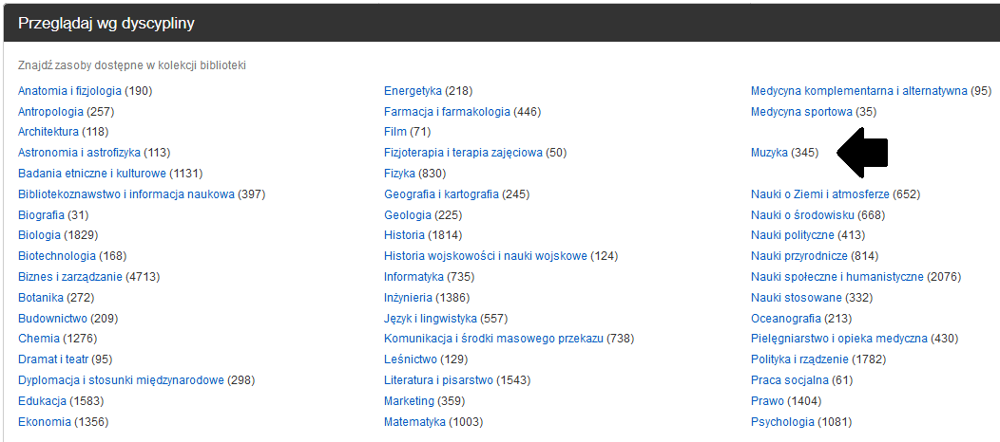 Przeglądaj wg dyscypliny
Znajdź zasoby dostępne w kolekcji biblioteki
Anatomia i fizjologia (190)
Antropologia (257)
Architektura (118)
Astronomia i astrofizyka (113)
Badania etniczne i kulturowe (1131)
Bibliotekoznawstwo i informacja naukowa (397)
Biografia (31)
Biologia (1829)
Biotechnologia (168)
Biznes i zarządzanie (4713)
Botanika (272)
Budownictwo (209)
Chemia (1276)
Dramat i teatr (95)
Dyplomacja i stosunki międzynarodowe (298)
Edukacja (1583)
Ekonomia (1356)
Energetyka (218)
Farmacja i farmakologia (446)
Film (71)
Fizjoterapia i terapia zajęciowa (50)
Fizyka (830)
Geografia i kartografia (245)
Geologia (225)
Historia (1814)
Historia wojskowości i nauki wojskowe (124)
Informatyka (735)
Inżynieria (1386)
Język i lingwistyka (557)
Komunikacja i środki masowego przekazu (738)
Leśnictwo (129)
Literatura i pisarstwo (1543)
Marketing (359)
Matematyka (1003)
Medycyna komplementarna i alternatywna (95)
Medycyna sportowa (35)
Muzyka (345)
Nauki o Ziemi i atmosferze (652)
Nauki o środowisku (668)
Nauki polityczne (413)
Nauki przyrodnicze (814)
Nauki społeczne i humanistyczne (2076)
Nauki stosowane (332)
Oceanografia (213)
Pielęgniarstwo i opieka medyczna (430)
Polityka i rządzenie (1782)
Praca socjalna (61)
Prawo (1404)
Psychologia (1081)